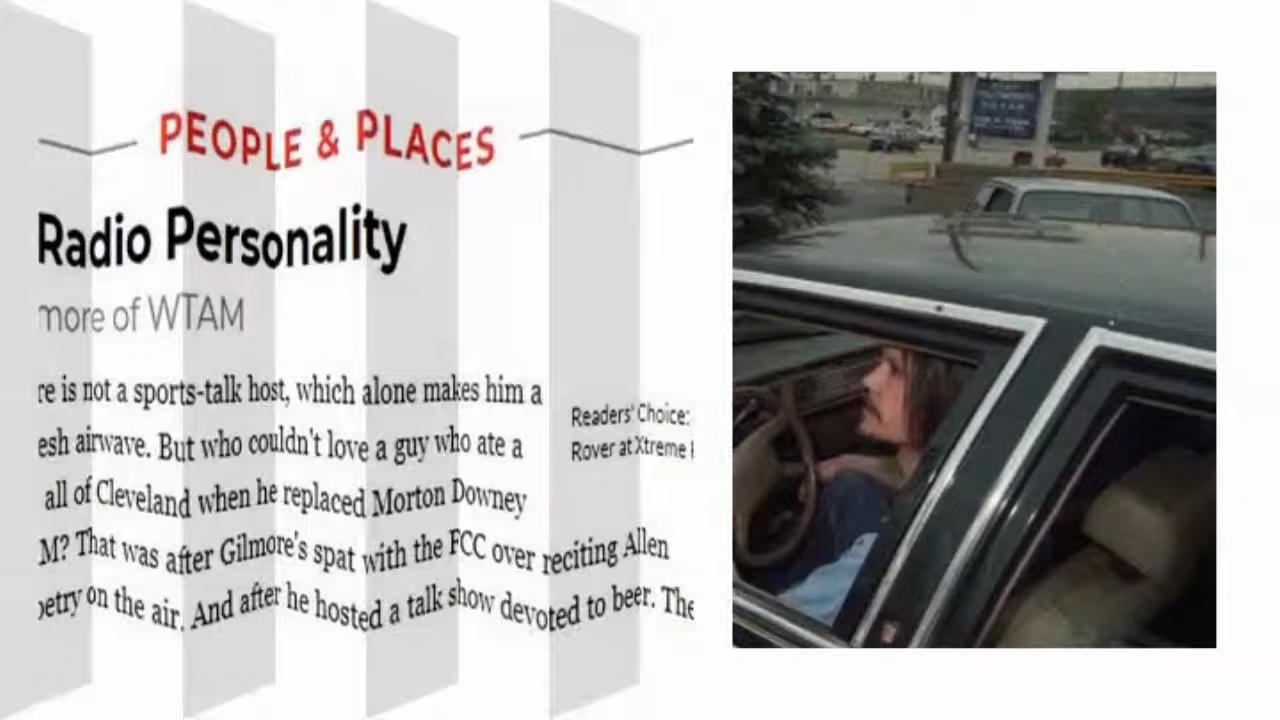 PEOPLE & PLACES
Radio Personality
more of WTAM
re is not a sports-talk host, which alone makes him a
esh airwave. But who couldn't love a guy who ate a
all of Cleveland when he replaced Morton Downey
M? That was after Gilmore's spat with the FCC over reciting Allen
etry on the air. And after he hosted a talk show devoted to beer. The
Readers' Choice:
Rover at Xtreme